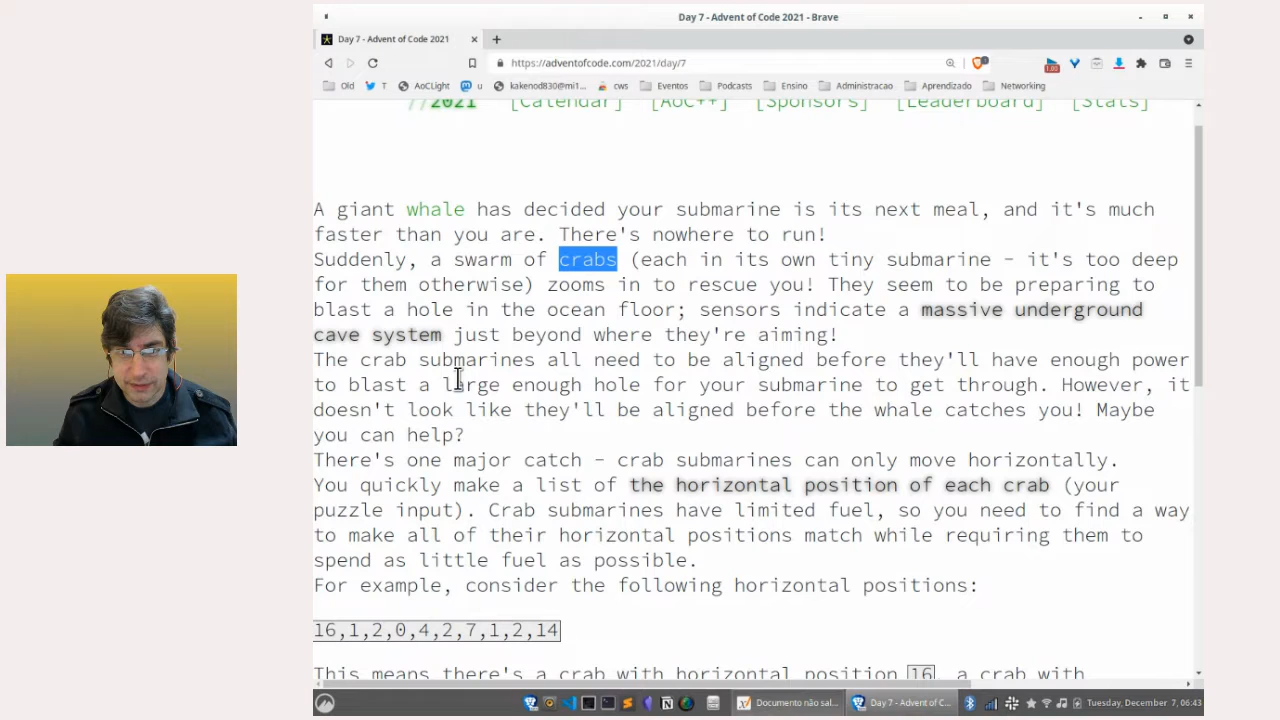 Day 7 - Advent of Code 2021 - Brave
Day 7 - Advent of Code 2021
https://adventofcode.com/2021/day/7
Old
T
AoCLight
u
kakenod830@mi1...
cws
Eventos
Podcasts
Ensino
Administracao
Aprendizado
Networking
//2021 [Calendar] [AoC++] [Sponsors] [Leaderboard] [Stats]
A giant whale has decided your submarine is its next meal, and it's much
faster than you are. There's nowhere to run!
Suddenly, a swarm of crabs (each in its own tiny submarine - it's too deep
for them otherwise) zooms in to rescue you! They seem to be preparing to
blast a hole in the ocean floor; sensors indicate a massive underground
cave system just beyond where they're aiming!
The crab submarines all need to be aligned before they'll have enough power
to blast a large enough hole for your submarine to get through. However, it
doesn't look like they'll be aligned before the whale catches you! Maybe
you can help?
There's one major catch - crab submarines can only move horizontally.
You quickly make a list of the horizontal position of each crab (your
puzzle input). Crab submarines have limited fuel, so you need to find a way
to make all of their horizontal positions match while requiring them to
spend as little fuel as possible.
For example, consider the following horizontal positions:
16,1,2,0,4,2,7,1,2,14
This means there's a crab with horizontal position 16, a crab with
Documento não sal...
Day 7 - Advent of C...
Tuesday, December 7, 06:43